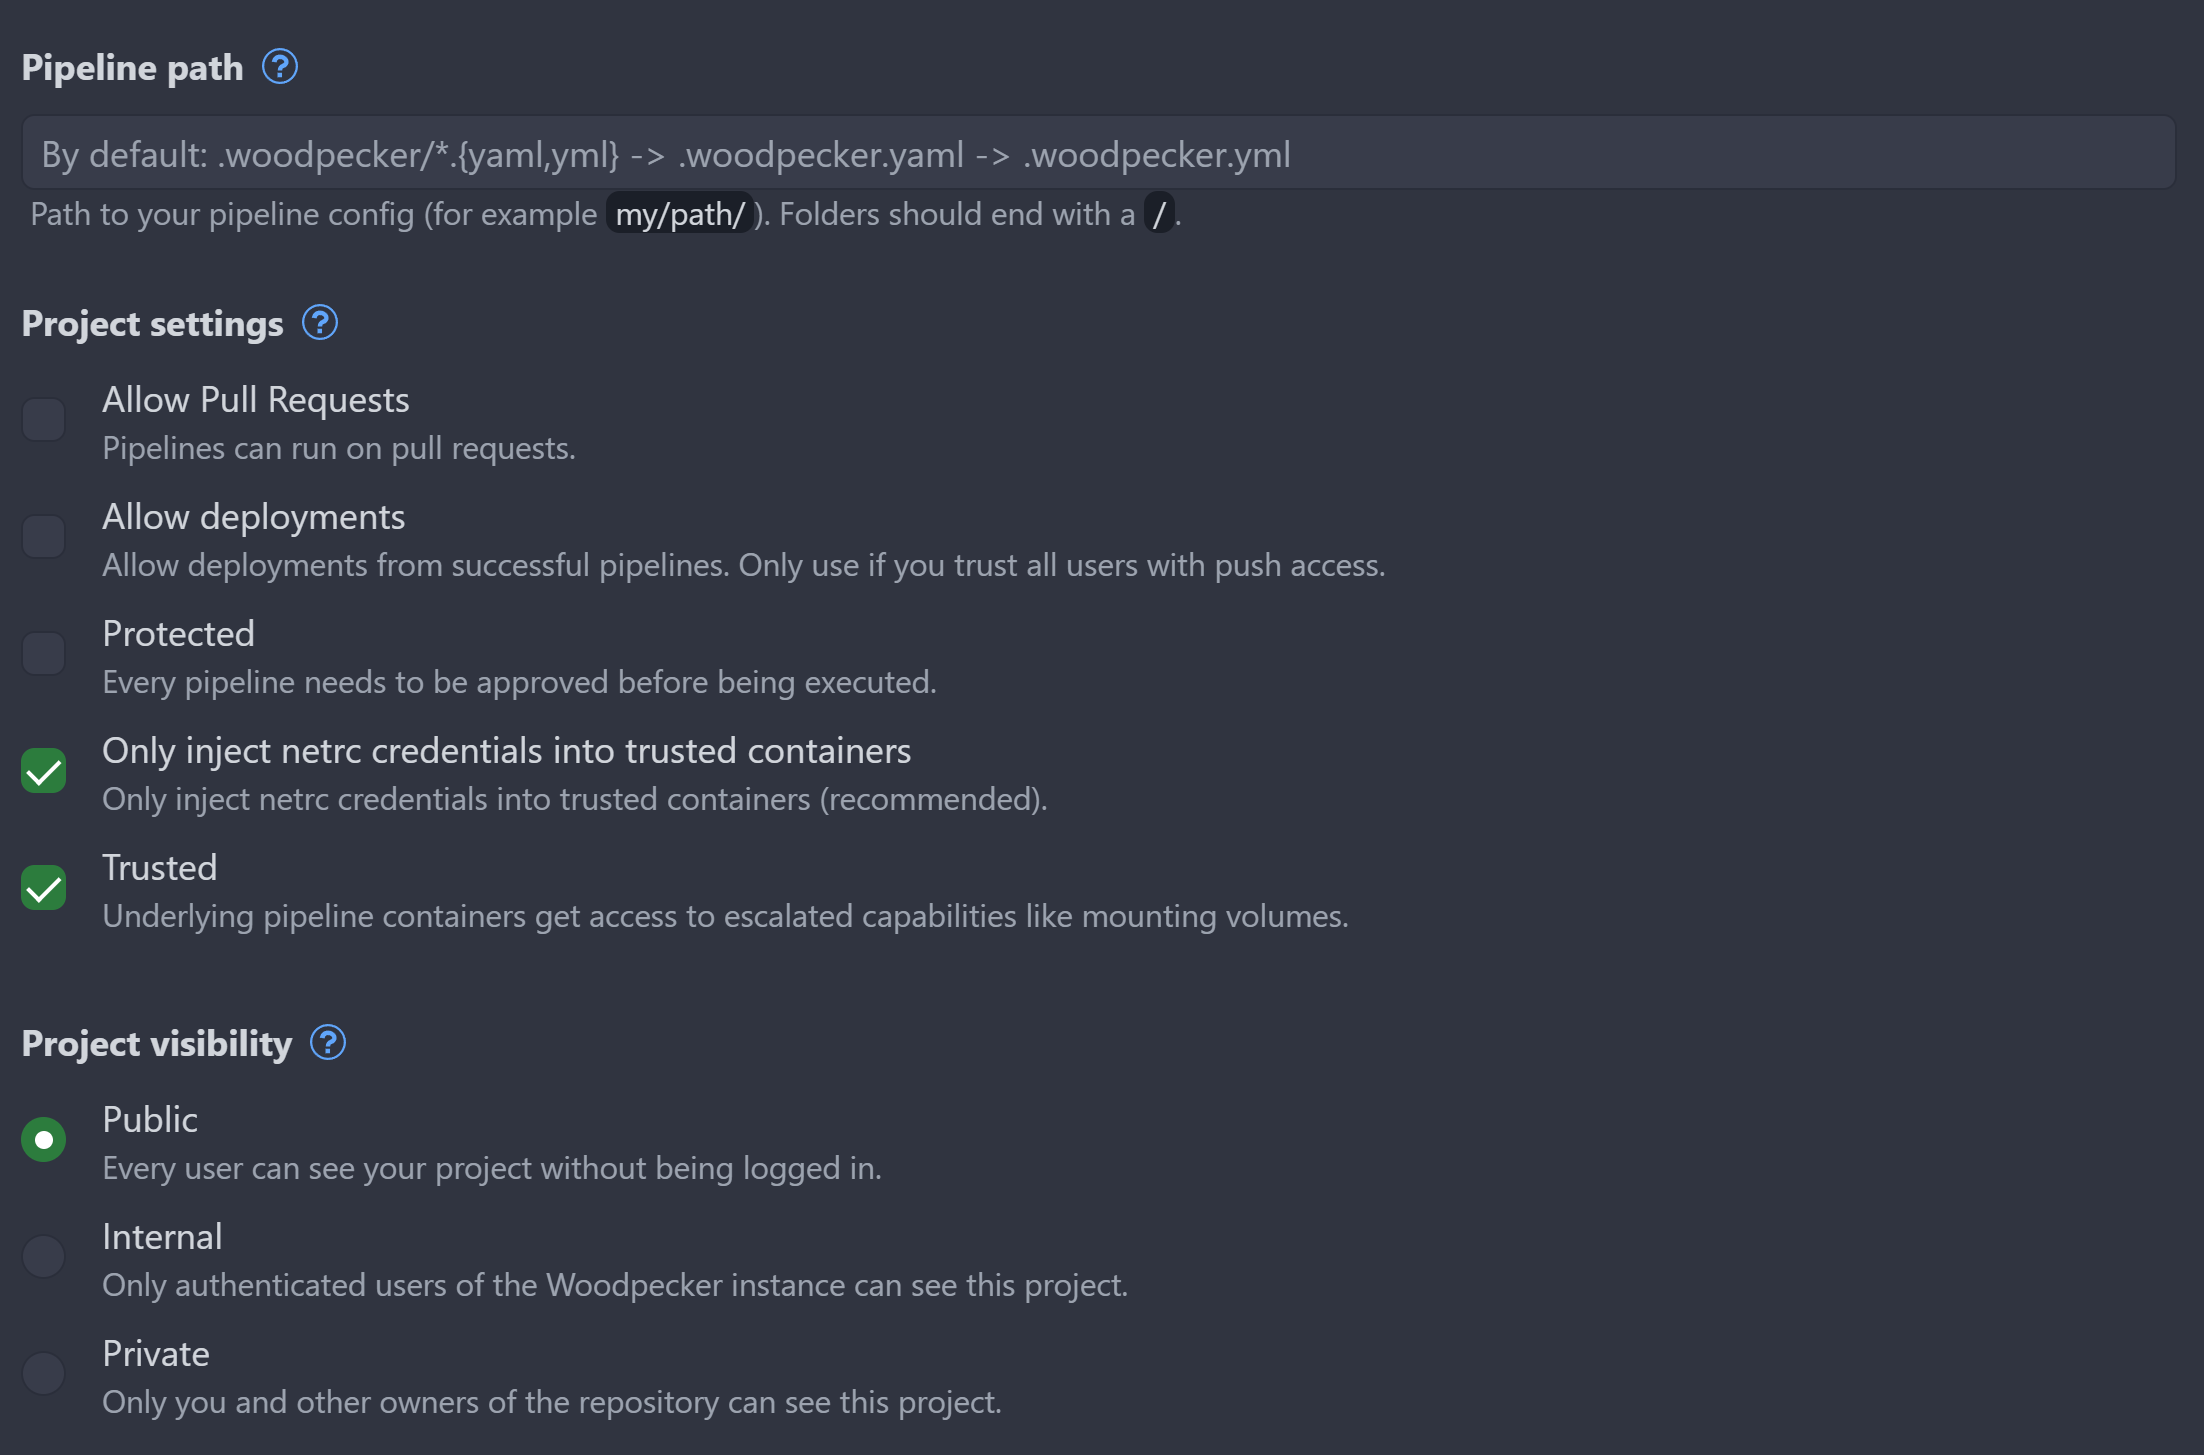 Pipeline path ?
By default: .woodpecker/*.{yaml,yml} -> .woodpecker.yaml -> .woodpecker.yml
Path to your pipeline config (for example my/path/). Folders should end with a /.
Project settings ?
Allow Pull Requests
Pipelines can run on pull requests.
Allow deployments
Allow deployments from successful pipelines. Only use if you trust all users with push access.
Protected
Every pipeline needs to be approved before being executed.
Only inject netrc credentials into trusted containers
Only inject netrc credentials into trusted containers (recommended).
Trusted
Underlying pipeline containers get access to escalated capabilities like mounting volumes.
Project visibility ?
Public
Every user can see your project without being logged in.
Internal
Only authenticated users of the Woodpecker instance can see this project.
Private
Only you and other owners of the repository can see this project.